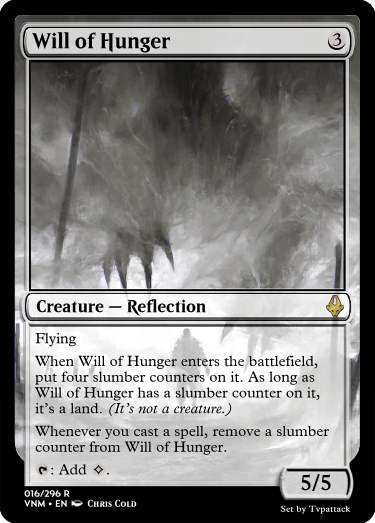 Will of Hunger 3
Creature — Reflection
Flying
When Will of Hunger enters the battlefield,
put four slumber counters on it. As long as
Will of Hunger has a slumber counter on it,
it's a land. (It's not a creature.)
Whenever you cast a spell, remove a slumber
counter from Will of Hunger.
: Add .
5/5
016/296 R
VNM • EN Chris Cold
Set by Tvpattack